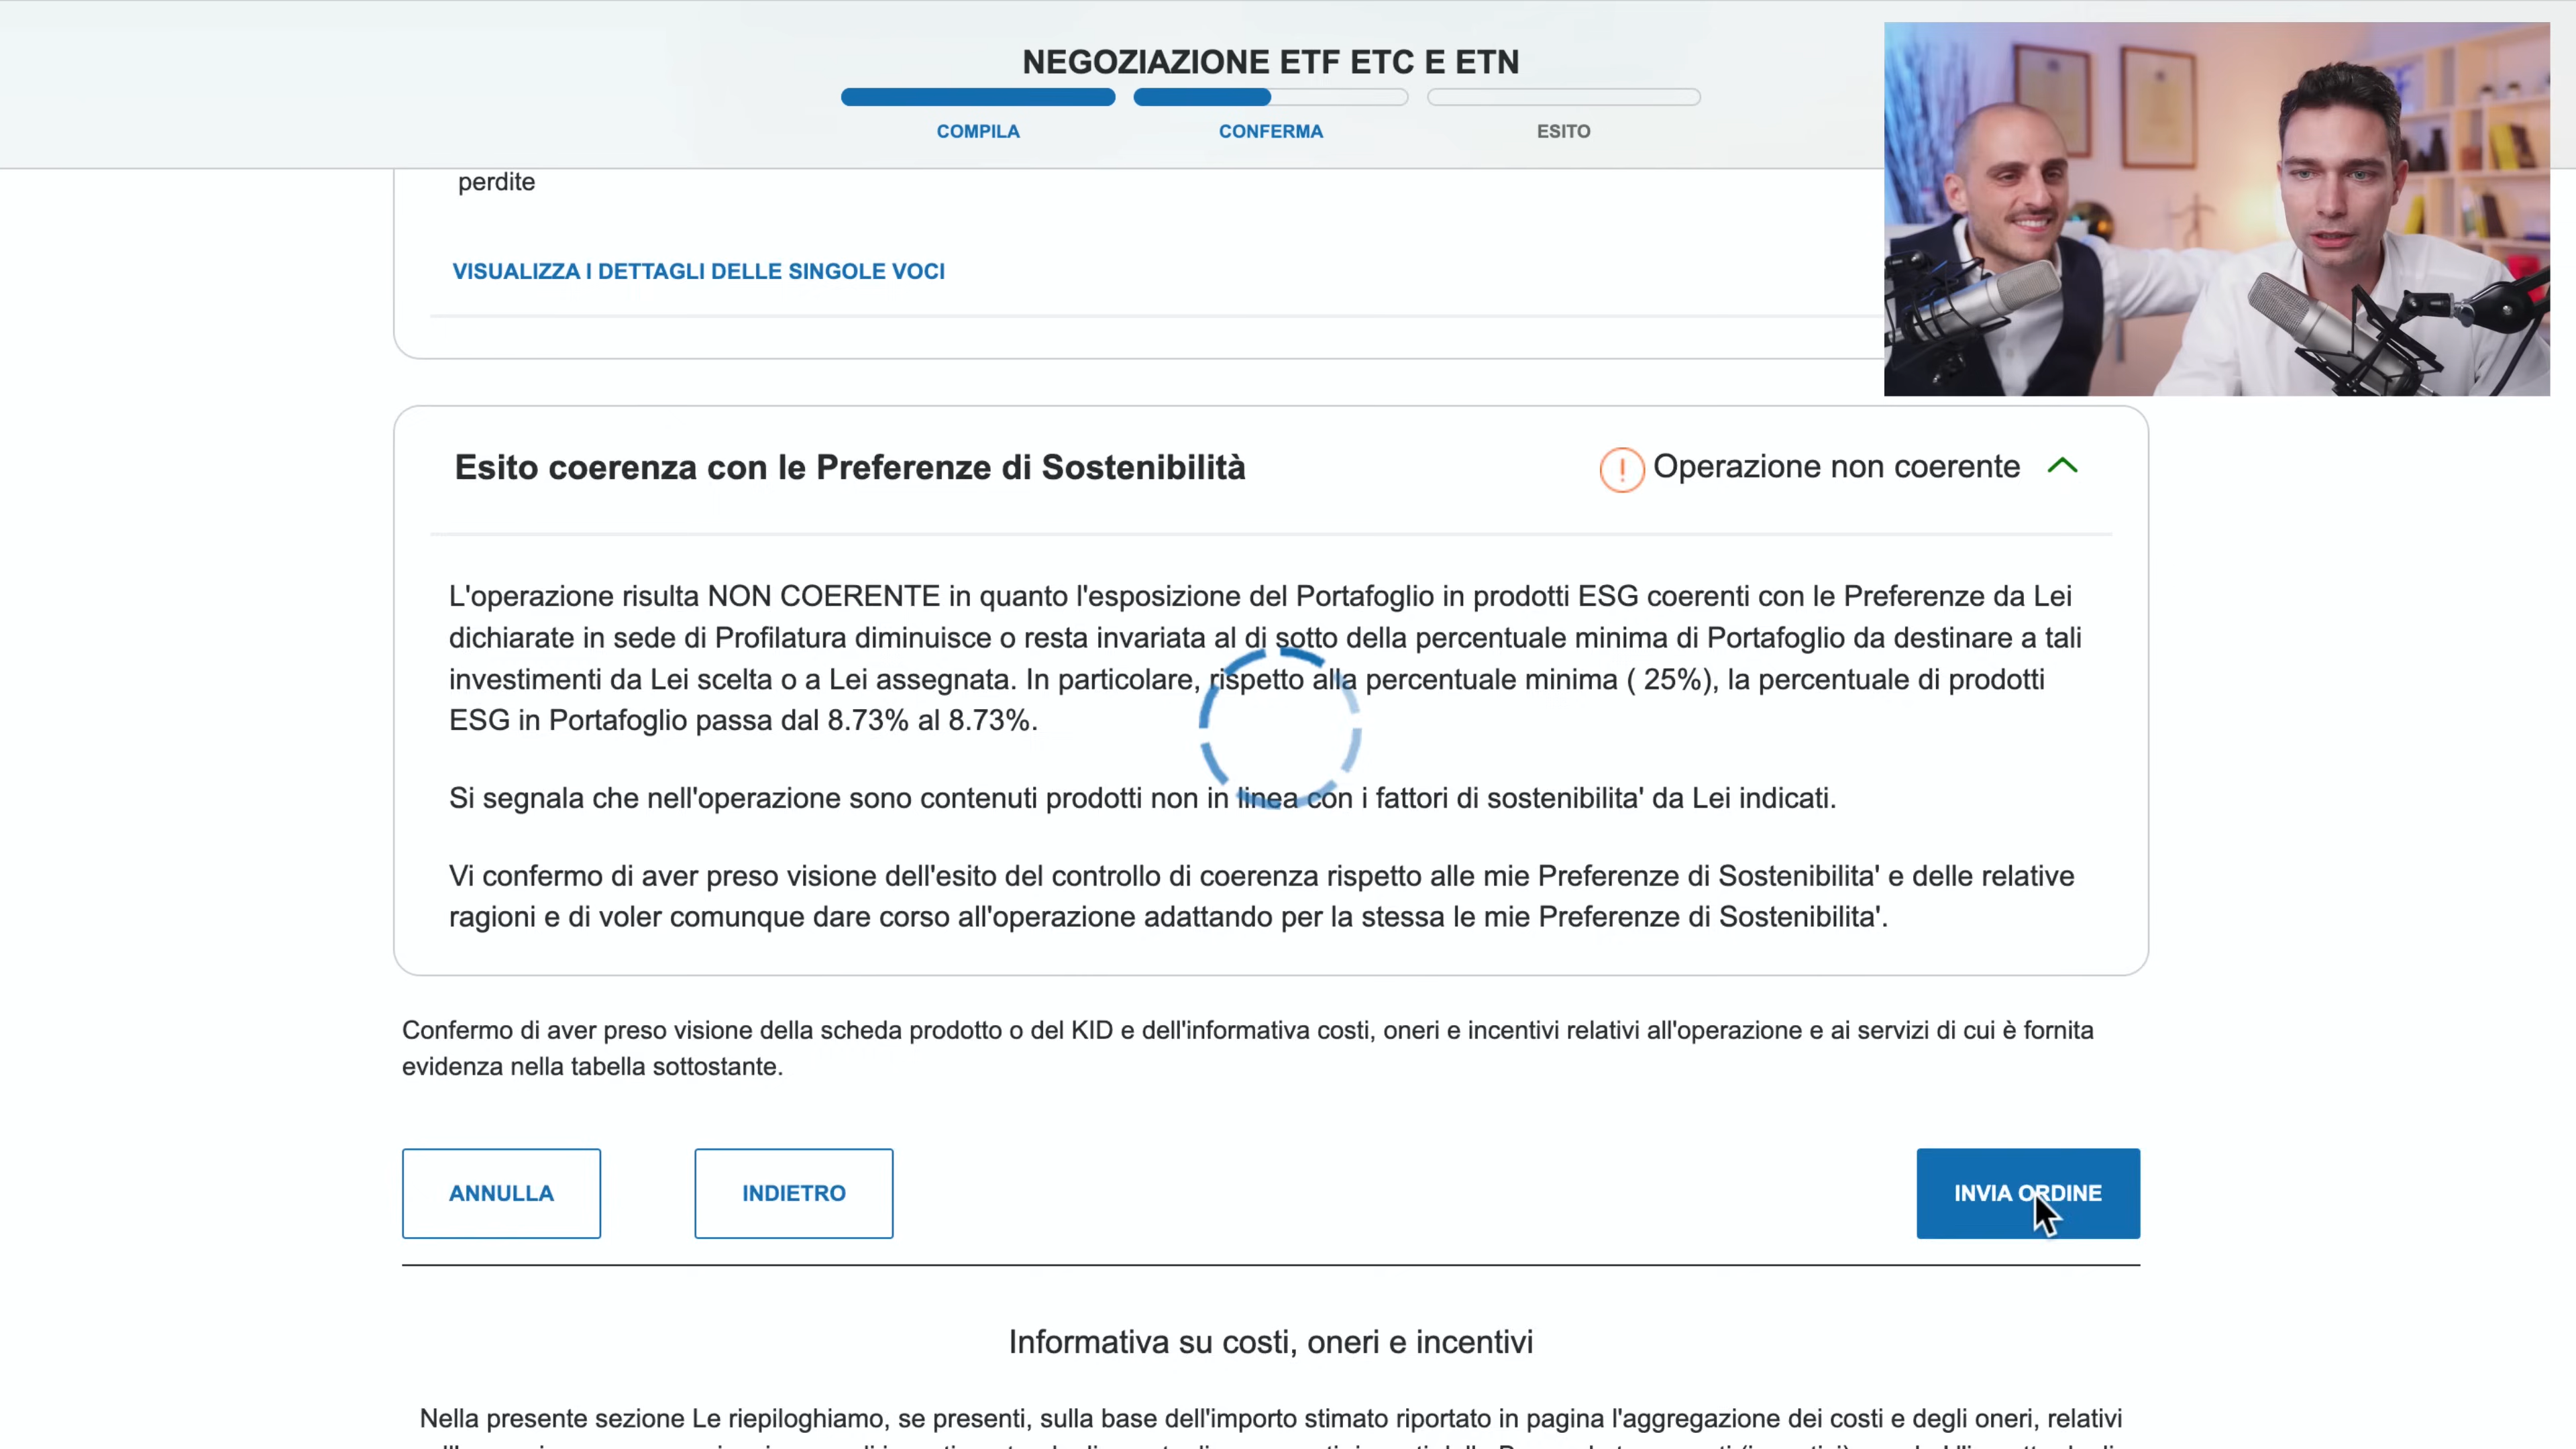 NEGOZIAZIONE ETF ETC E ETN
COMPILA
CONFERMA
ESITO
perdite
VISUALIZZA I DETTAGLI DELLE SINGOLE VOCI
Esito coerenza con le Preferenze di Sostenibilità
Operazione non coerente
L'operazione risulta NON COERENTE in quanto l'esposizione del Portafoglio in prodotti ESG coerenti con le Preferenze da Lei
dichiarate in sede di Profilatura diminuisce o resta invariata al di sotto della percentuale minima di Portafoglio da destinare a tali
investimenti da Lei scelta o a Lei assegnata. In particolare, rispetto alla percentuale minima ( 25%), la percentuale di prodotti
ESG in Portafoglio passa dal 8.73% al 8.73%.
Si segnala che nell'operazione sono contenuti prodotti non in linea con i fattori di sostenibilita' da Lei indicati.
Vi confermo di aver preso visione dell'esito del controllo di coerenza rispetto alle mie Preferenze di Sostenibilita' e delle relative
ragioni e di voler comunque dare corso all'operazione adattando per la stessa le mie Preferenze di Sostenibilita'.
Confermo di aver preso visione della scheda prodotto o del KID e dell'informativa costi, oneri e incentivi relativi all'operazione e ai servizi di cui è fornita
evidenza nella tabella sottostante.
ANNULLA
INDIETRO
INVIA ORDINE
Informativa su costi, oneri e incentivi
Nella presente sezione Le riepiloghiamo, se presenti, sulla base dell'importo stimato riportato in pagina l'aggregazione dei costi e degli oneri, relativi